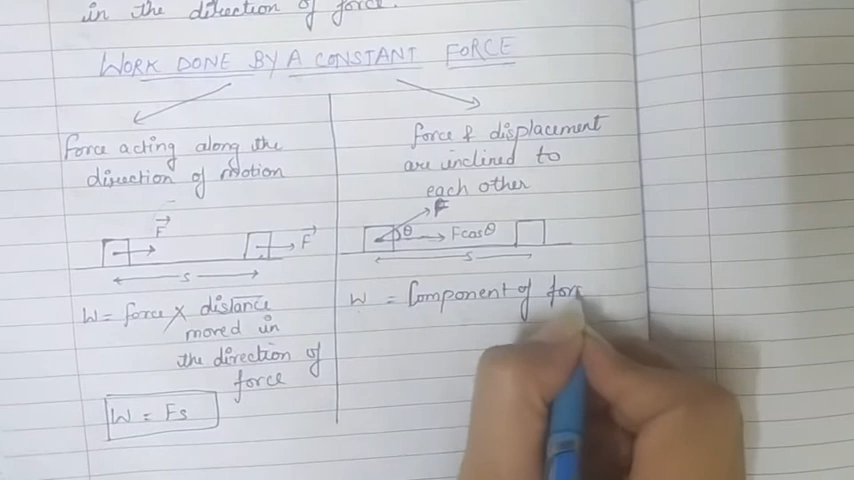 in the direction of force.
WORK DONE BY A CONSTANT FORCE
force acting along the
direction of motion
F
F
s
W = force × distance
moved in
the direction of
force
W = Fs
force & displacement
are inclined to
each other
F
θ
Fcosθ
s
W = Component of for